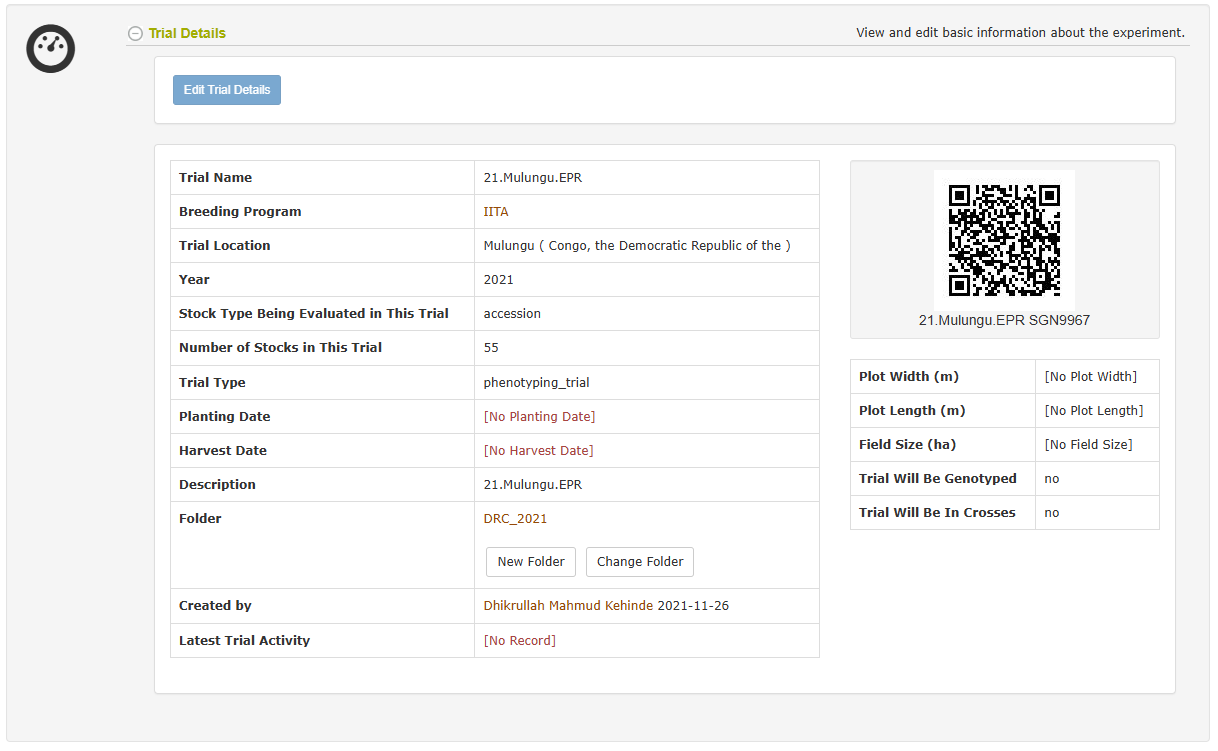 Trial Details
View and edit basic information about the experiment.
Edit Trial Details
Trial Name 21.Mulungu.EPR
Breeding Program IITA
Trial Location Mulungu ( Congo, the Democratic Republic of the )
Year 2021
Stock Type Being Evaluated in This Trial accession
Number of Stocks in This Trial 55
Trial Type phenotyping_trial
Planting Date [No Planting Date]
Harvest Date [No Harvest Date]
Description 21.Mulungu.EPR
Folder DRC_2021
New Folder Change Folder
Created by Dhikrullah Mahmud Kehinde 2021-11-26
Latest Trial Activity [No Record]
21.Mulungu.EPR SGN9967
Plot Width (m) [No Plot Width]
Plot Length (m) [No Plot Length]
Field Size (ha) [No Field Size]
Trial Will Be Genotyped no
Trial Will Be In Crosses no